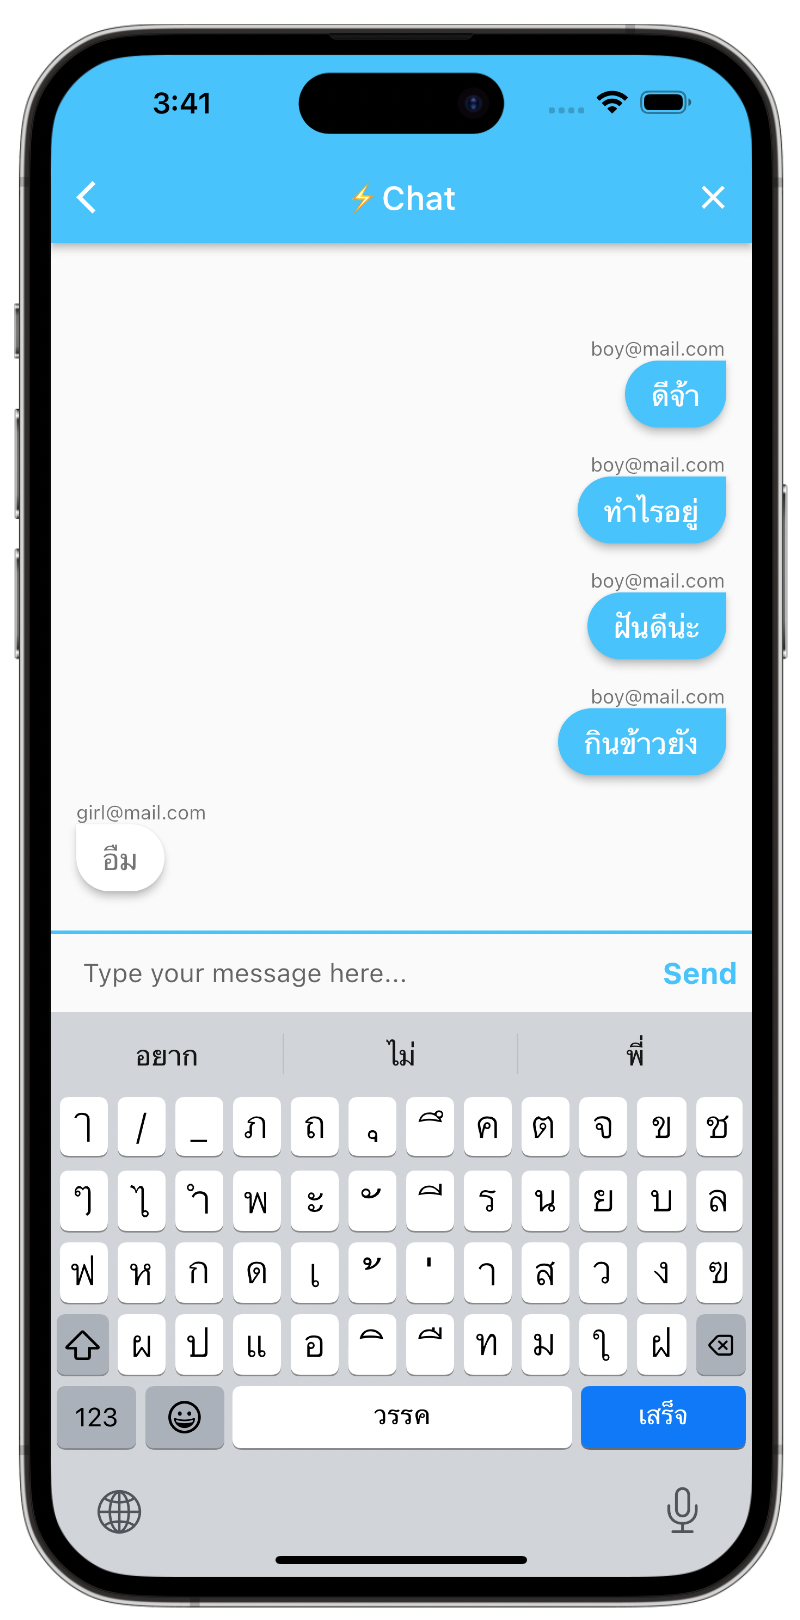 3:41
⚡Chat
boy@mail.com
ดีจ้า
boy@mail.com
ทำไรอยู่
boy@mail.com
ฝันดีน่ะ
boy@mail.com
กินข้าวยัง
girl@mail.com
อืม
Type your message here... Send
อยาก ไม่ พี่
ๅ / _ ภ ถ ุ ึ ค ต จ ข ช
ๆ ไ ำ พ ะ ั ี ร น ย บ ล
ฟ ห ก ด เ ้ ่ า ส ว ง ฃ
ผ ป แ อ ิ ื ท ม ใ ฝ
123 วรรค เสร็จ